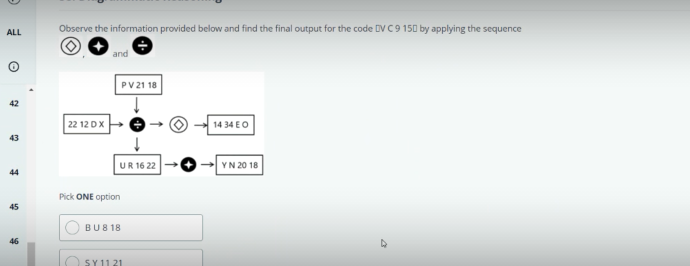 ALL
Observe the information provided below and find the final output for the code ▯V C 9 15▯ by applying the sequence
, and
P V 21 18
22 12 D X
14 34 E O
U R 16 22
Y N 20 18
42
43
44
45
46
Pick ONE option
B U 8 18
S Y 11 21